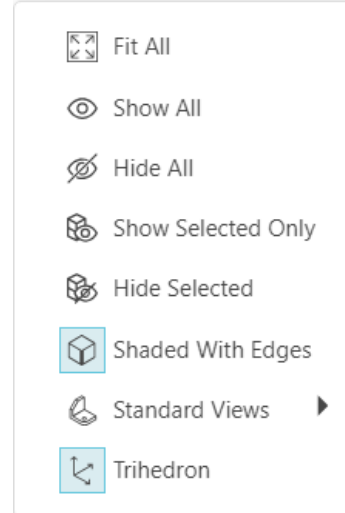 Fit All
Show All
Hide All
Show Selected Only
Hide Selected
Shaded With Edges
Standard Views
Trihedron